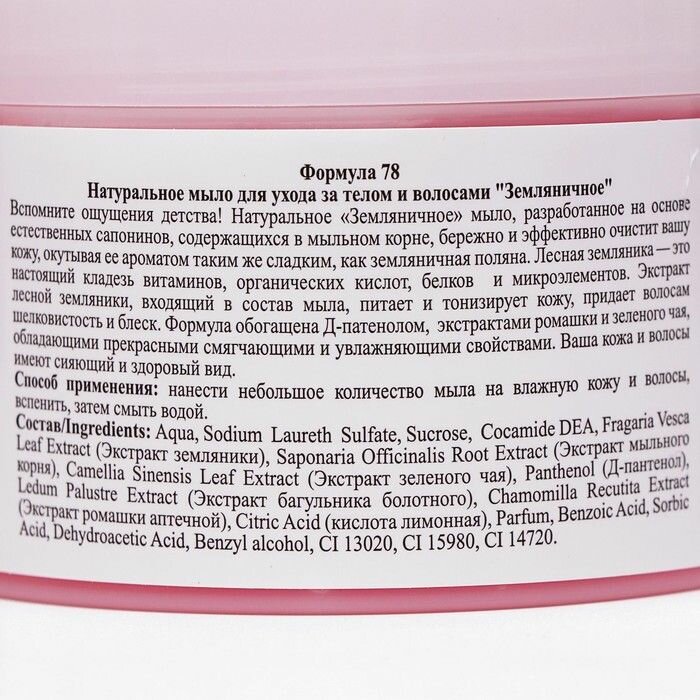 Формула 78
Натуральное мыло для ухода за телом и волосами "Земляничное"
Вспомните ощущения детства! Натуральное «Земляничное» мыло, разработанное на основе
естественных сапонинов, содержащихся в мыльном корне, бережно и эффективно очистит вашу
кожу, окутывая ее ароматом таким же сладким, как земляничная поляна. Лесная земляника — это
настоящий кладезь витаминов, органических кислот, белков и микроэлементов. Экстракт
лесной земляники, входящий в состав мыла, питает и тонизирует кожу, придает волосам
шелковистость и блеск. Формула обогащена Д-патенолом, экстрактами ромашки и зеленого чая,
обладающими прекрасными смягчающими и увлажняющими свойствами. Ваша кожа и волосы
имеют сияющий и здоровый вид.
Способ применения: нанести небольшое количество мыла на влажную кожу и волосы,
вспенить, затем смыть водой.
Состав/Ingredients: Aqua, Sodium Laureth Sulfate, Sucrose, Cocamide DEA, Fragaria Vesca
Leaf Extract (Экстракт земляники), Saponaria Officinalis Root Extract (Экстракт мыльного
корня), Camellia Sinensis Leaf Extract (Экстракт зеленого чая), Panthenol (Д-пантенол),
Ledum Palustre Extract (Экстракт багульника болотного), Chamomilla Recutita Extract
(Экстракт ромашки аптечной), Citric Acid (кислота лимонная), Parfum, Benzoic Acid, Sorbic
Acid, Dehydroacetic Acid, Benzyl alcohol, CI 13020, CI 15980, CI 14720.